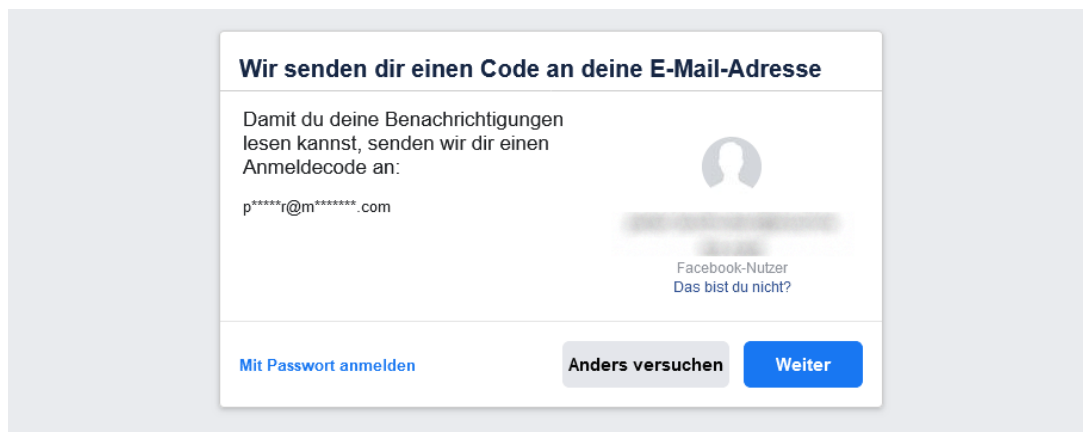 Wir senden dir einen Code an deine E-Mail-Adresse
Damit du deine Benachrichtigungen
lesen kannst, senden wir dir einen
Anmeldecode an:
p*****r@m*******.com
Facebook-Nutzer
Das bist du nicht?
Mit Passwort anmelden
Anders versuchen
Weiter